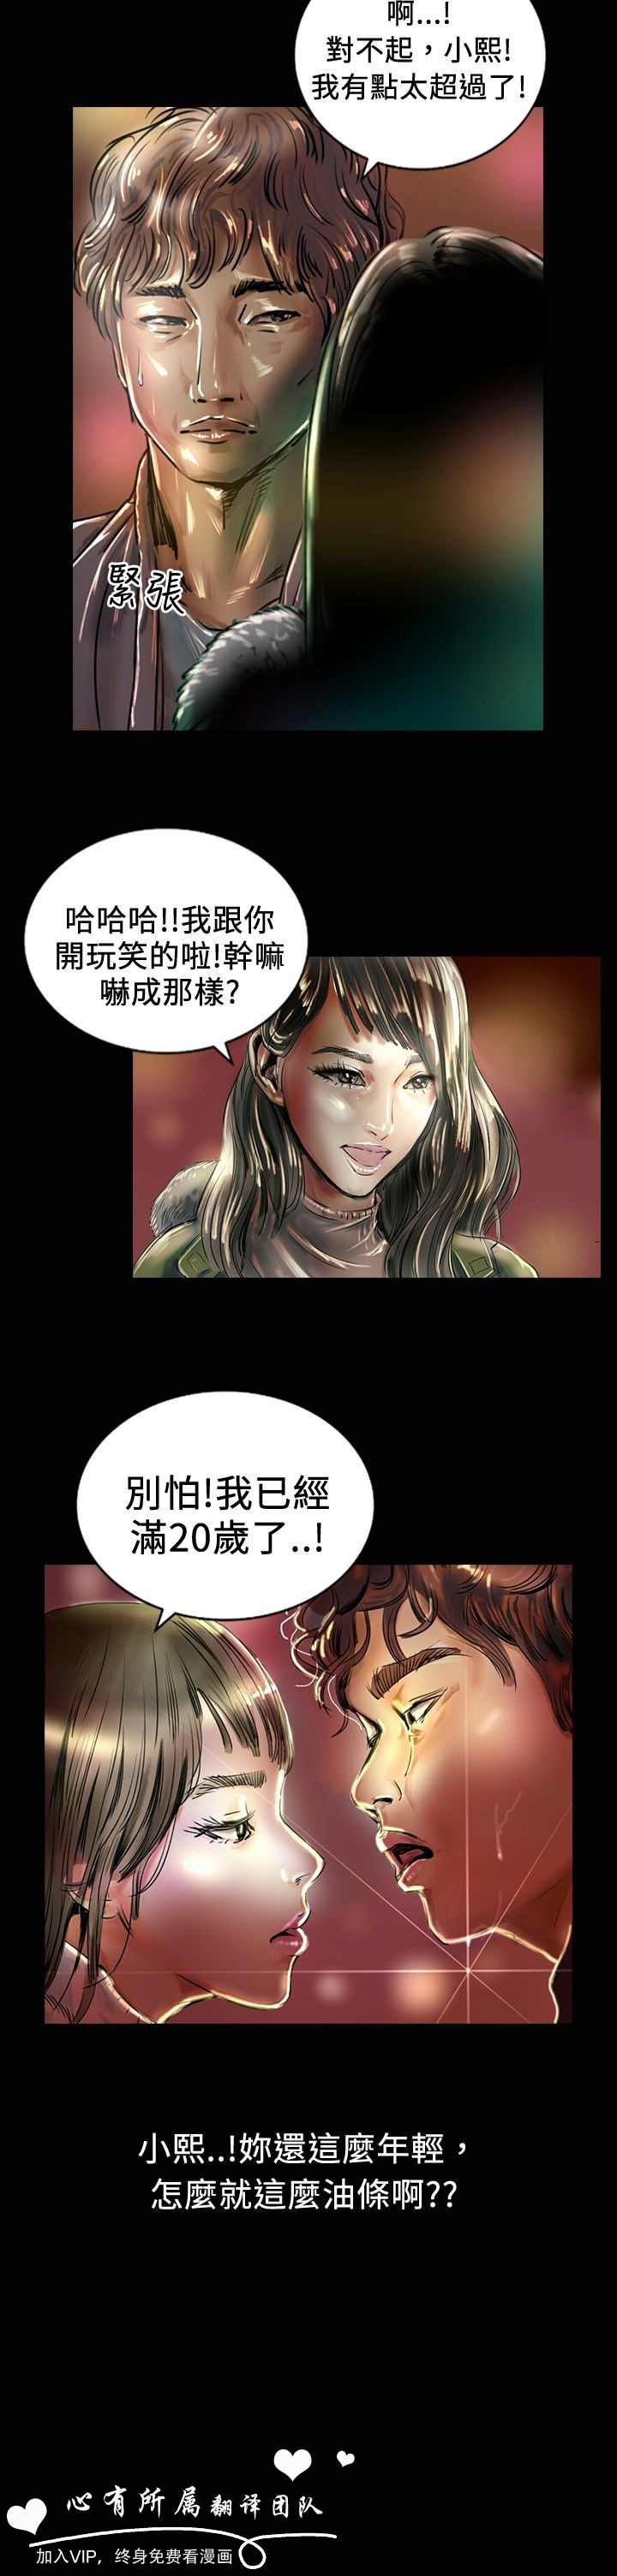 啊...!
對不起，小熙!
我有點太超過了!
緊張
哈哈哈!!我跟你
開玩笑的啦!幹嘛
嚇成那樣?
別怕!我已經
滿20歲了..!
小熙..!妳還這麼年輕，
怎麼就這麼油條啊??
心有所属翻译团队
加入VIP，终身免费看漫画